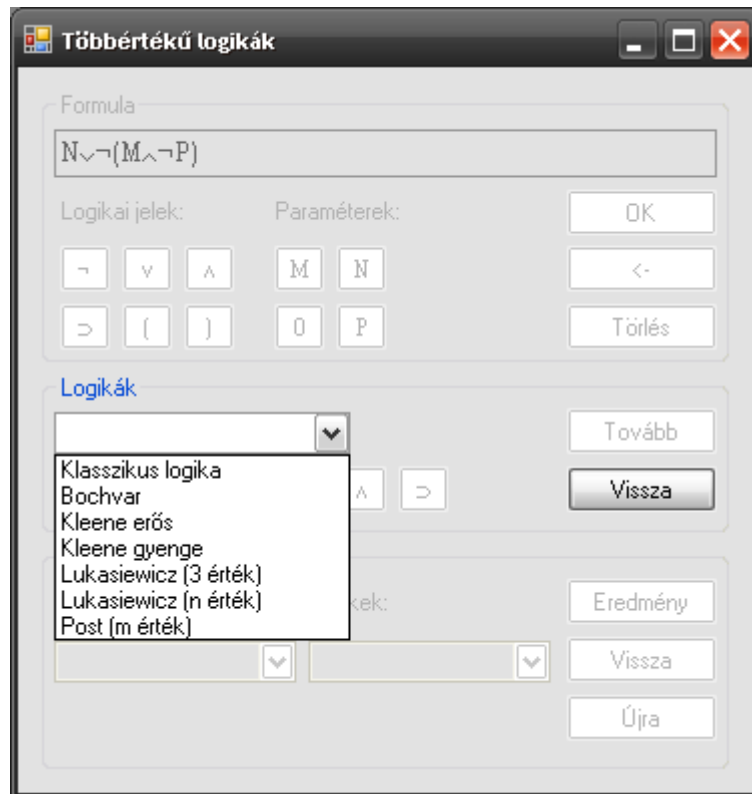 Többértékű logikák
Formula
N∨¬(M∧¬P)
Logikai jelek: Paraméterek: OK
¬ ∨ ∧ M N <-
⊃ ( ) O P Törlés
Logikák
Tovább
Klasszikus logika
Bochvar ∧ ⊃ Vissza
Kleene erős
Kleene gyenge
Lukasiewicz (3 érték)
Lukasiewicz (n érték) kek: Eredmény
Post (m érték)
Vissza
Újra